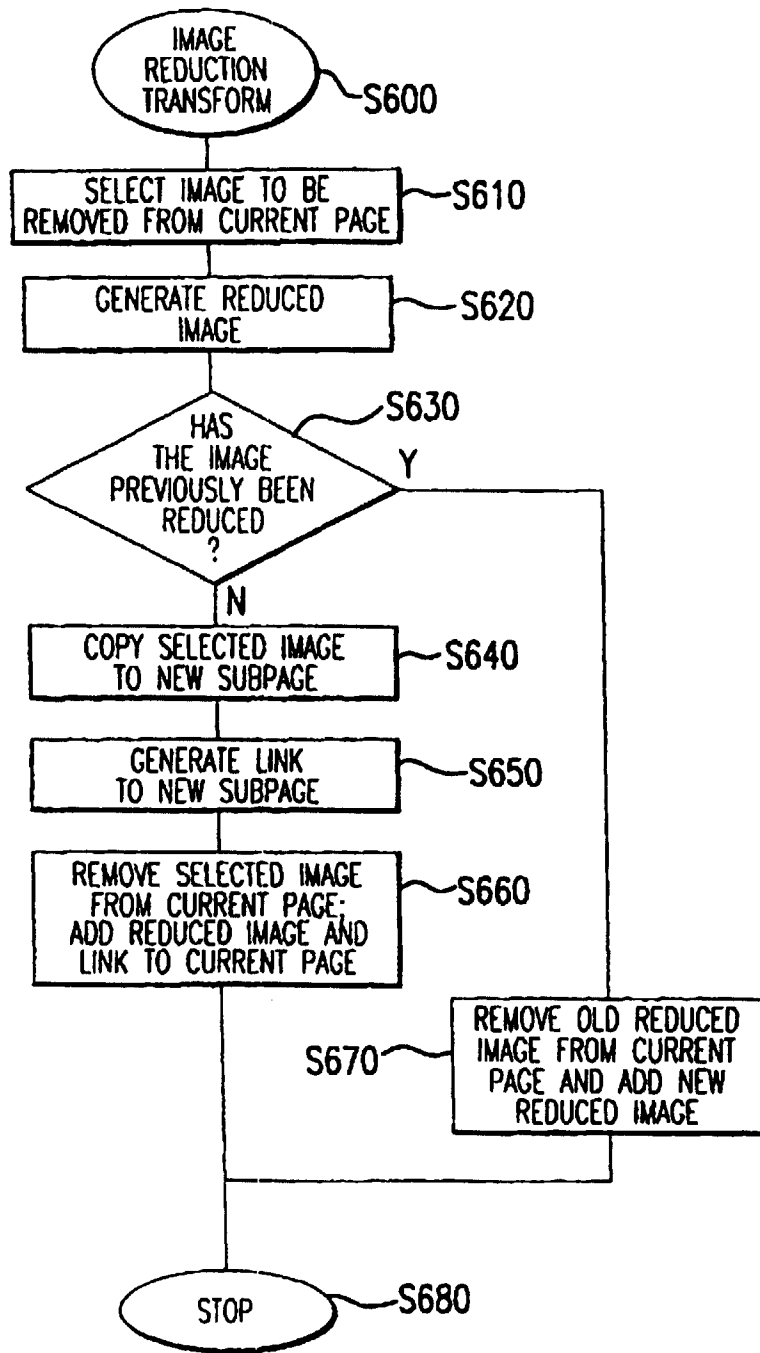 IMAGE
REDUCTION
TRANSFORM
S600
SELECT IMAGE TO BE
REMOVED FROM CURRENT PAGE
S610
GENERATE REDUCED
IMAGE
S620
HAS
THE IMAGE
PREVIOUSLY BEEN
REDUCED
?
S630
Y
N
COPY SELECTED IMAGE
TO NEW SUBPAGE
S640
GENERATE LINK
TO NEW SUBPAGE
S650
REMOVE SELECTED IMAGE
FROM CURRENT PAGE;
ADD REDUCED IMAGE AND
LINK TO CURRENT PAGE
S660
REMOVE OLD REDUCED
IMAGE FROM CURRENT
PAGE AND ADD NEW
REDUCED IMAGE
S670
STOP
S680